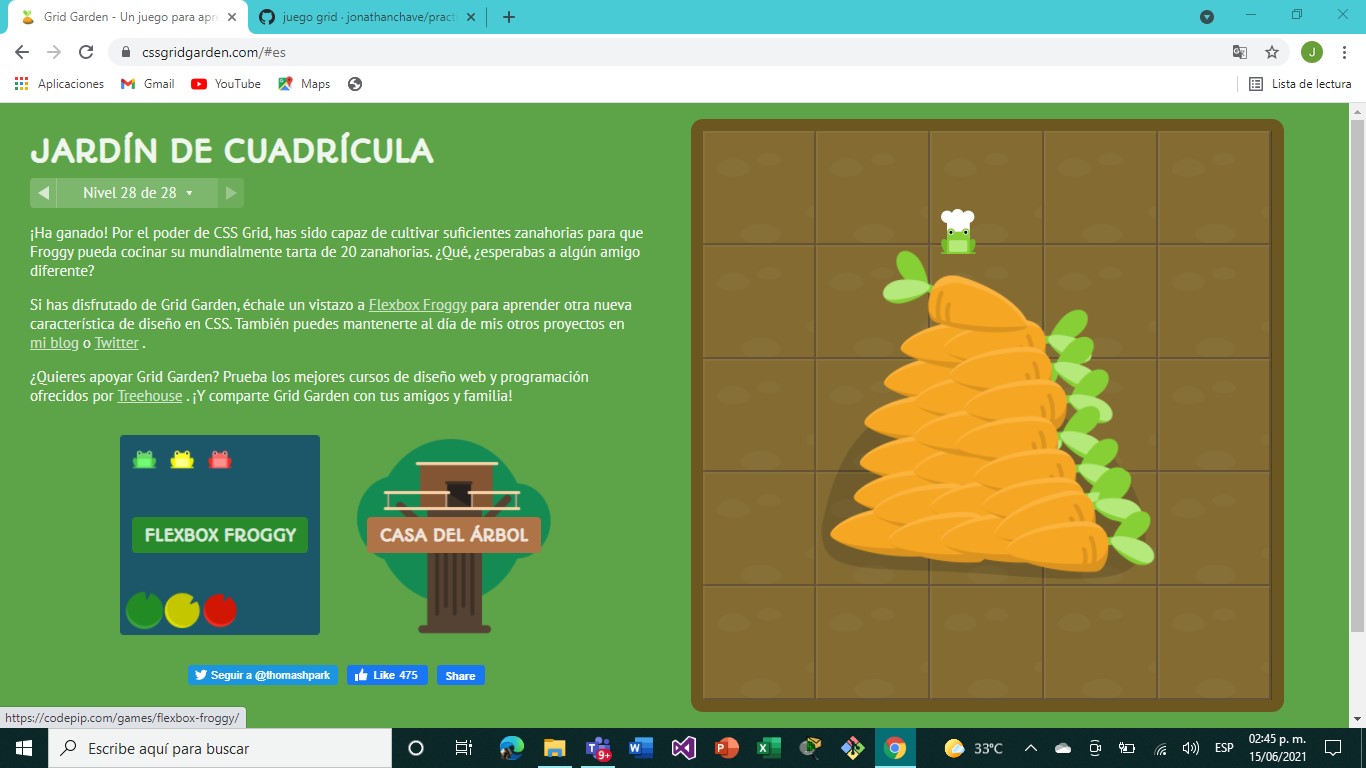 Grid Garden - Un juego para apr
juego grid · jonathanchave/pract
cssgridgarden.com/#es
J
Aplicaciones
Gmail
YouTube
Maps
Lista de lectura
JARDÍN DE CUADRÍCULA
Nivel 28 de 28
¡Ha ganado! Por el poder de CSS Grid, has sido capaz de cultivar suficientes zanahorias para que
Froggy pueda cocinar su mundialmente tarta de 20 zanahorias. ¿Qué, ¿esperabas a algún amigo
diferente?
Si has disfrutado de Grid Garden, échale un vistazo a Flexbox Froggy para aprender otra nueva
característica de diseño en CSS. También puedes mantenerte al día de mis otros proyectos en
mi blog o Twitter .
¿Quieres apoyar Grid Garden? Prueba los mejores cursos de diseño web y programación
ofrecidos por Treehouse . ¡Y comparte Grid Garden con tus amigos y familia!
FLEXBOX FROGGY
CASA DEL ÁRBOL
Seguir a @thomashpark
Like 475
Share
https://codepip.com/games/flexbox-froggy/
Escribe aquí para buscar
9+
33°C
ESP
02:45 p. m.
15/06/2021